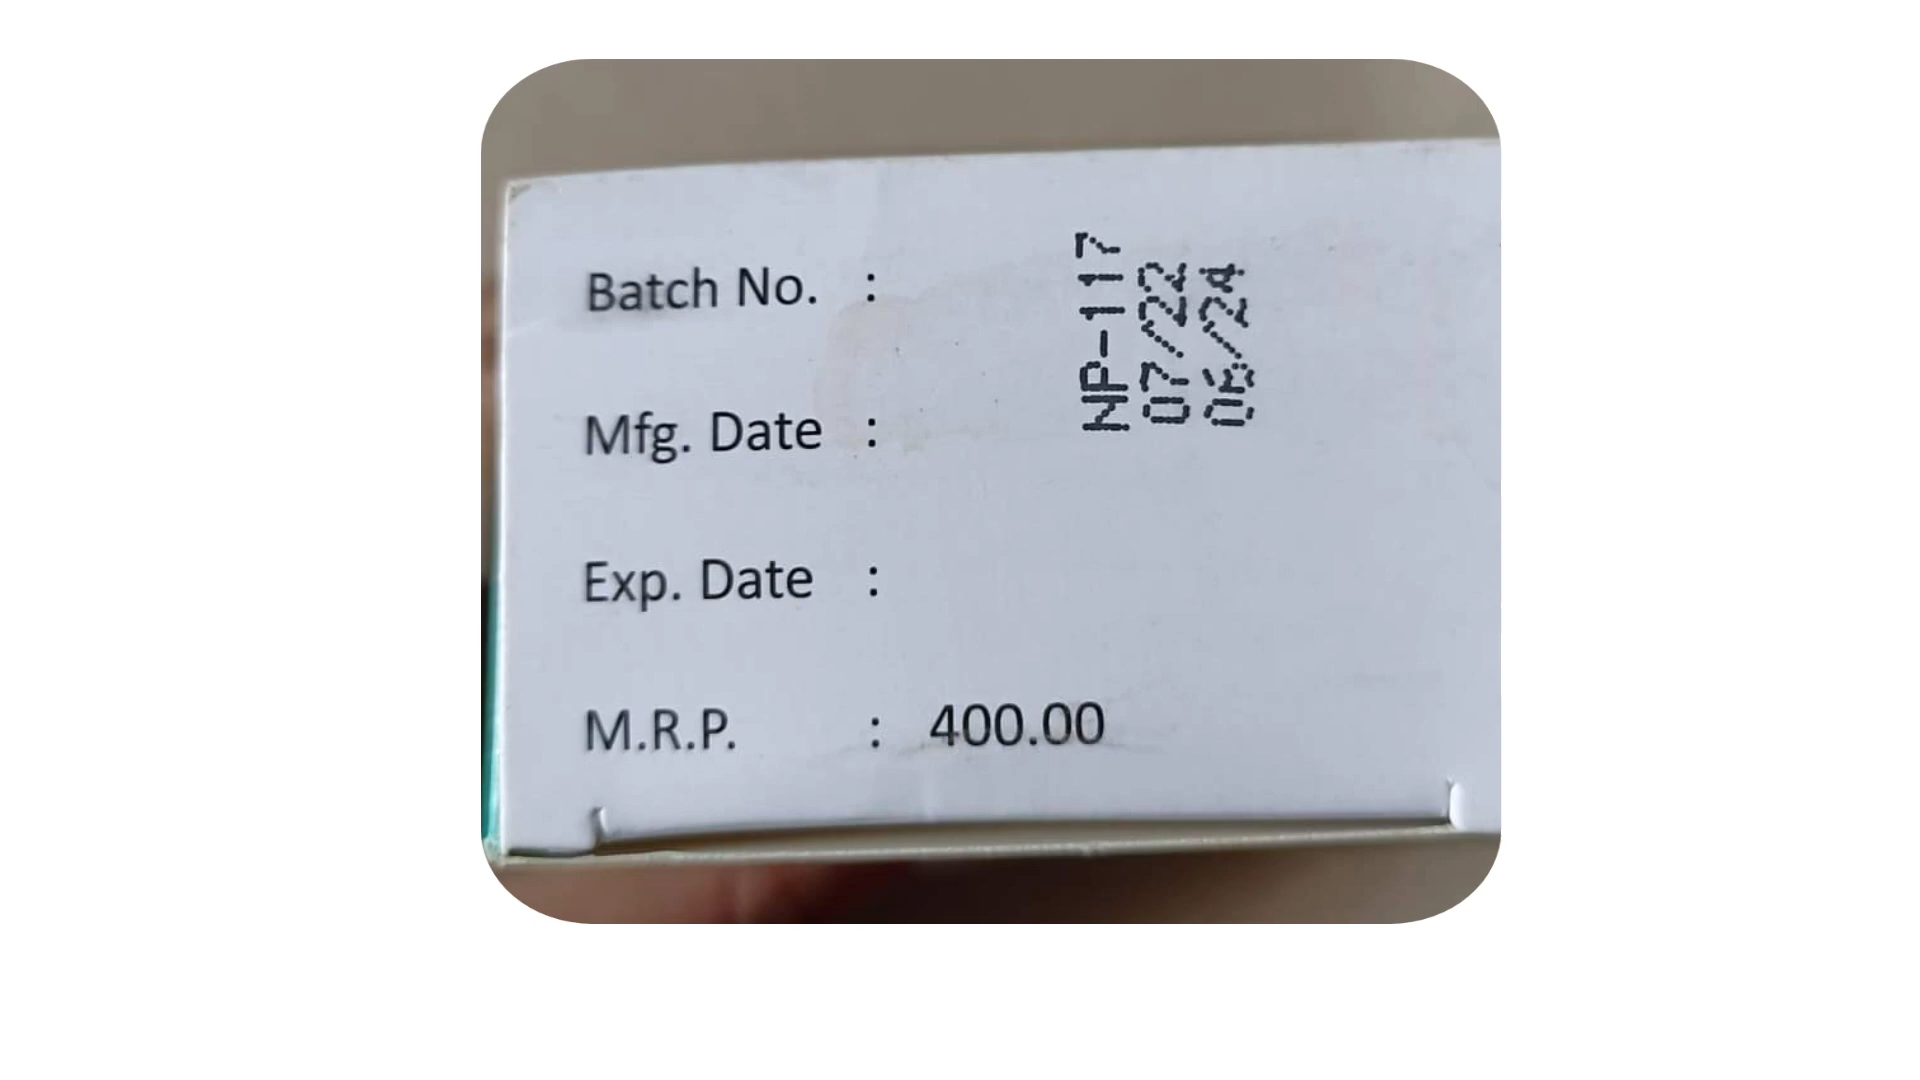 Batch No. :
Mfg. Date :
Exp. Date :
M.R.P. : 400.00
NP-117
07/22
06/24